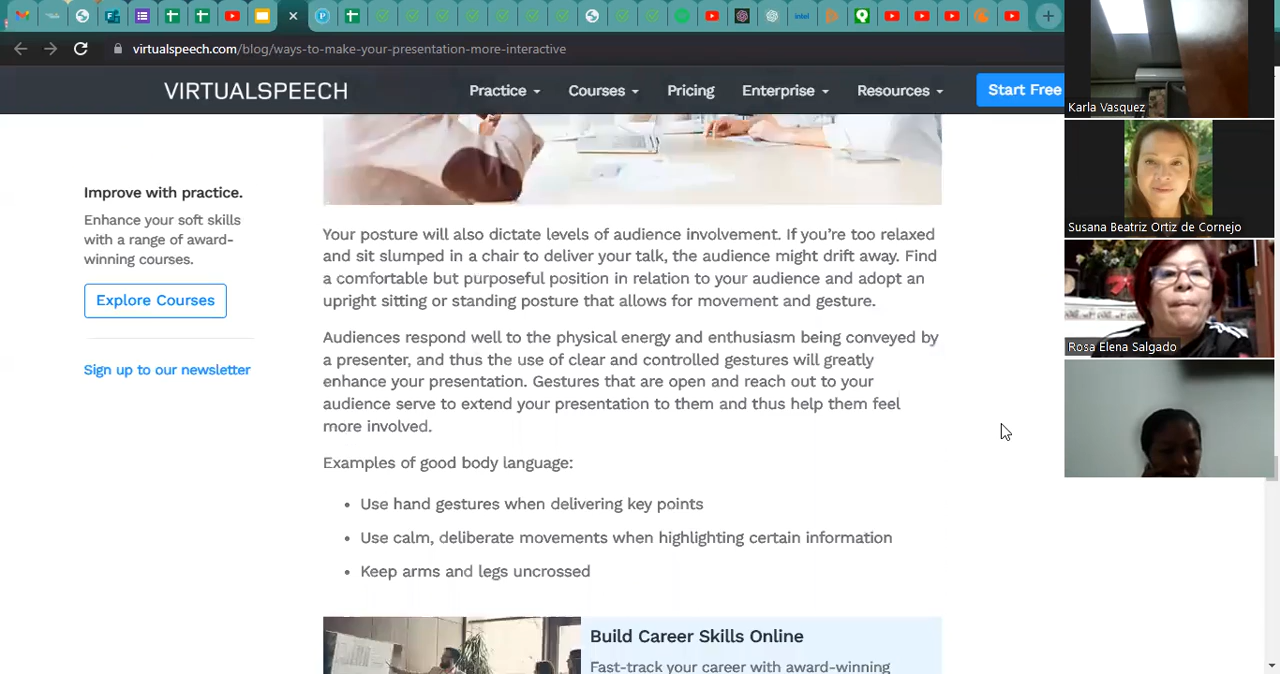 virtualspeech.com/blog/ways-to-make-your-presentation-more-interactive
VIRTUALSPEECH
Practice
Courses
Pricing
Enterprise
Resources
Start Free
Karla Vasquez
Improve with practice.
Enhance your soft skills
with a range of award-
winning courses.
Explore Courses
Sign up to our newsletter
Your posture will also dictate levels of audience involvement. If you’re too relaxed
and sit slumped in a chair to deliver your talk, the audience might drift away. Find
a comfortable but purposeful position in relation to your audience and adopt an
upright sitting or standing posture that allows for movement and gesture.
Audiences respond well to the physical energy and enthusiasm being conveyed by
a presenter, and thus the use of clear and controlled gestures will greatly
enhance your presentation. Gestures that are open and reach out to your
audience serve to extend your presentation to them and thus help them feel
more involved.
Examples of good body language:
• Use hand gestures when delivering key points
• Use calm, deliberate movements when highlighting certain information
• Keep arms and legs uncrossed
Build Career Skills Online
Fast-track your career with award-winning
Susana Beatriz Ortiz de Cornejo
Rosa Elena Salgado